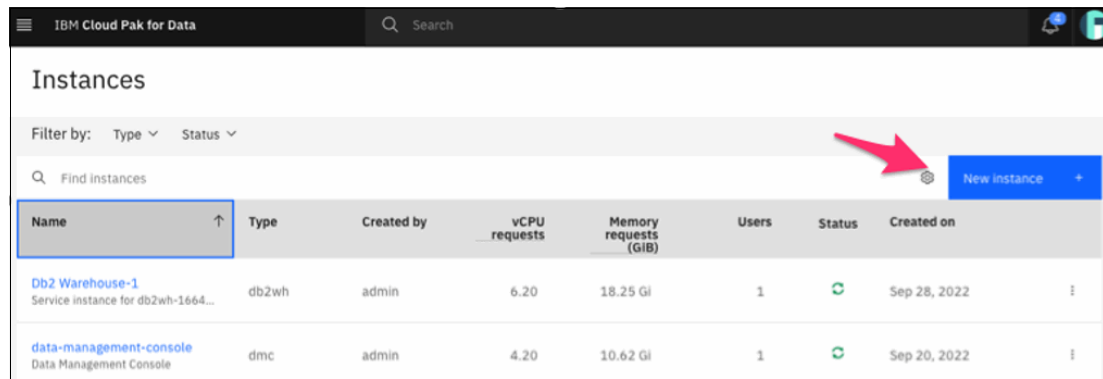 IBM Cloud Pak for Data
Search
4
Instances
Filter by: Type Status
Find instances
New instance +
Name Type Created by vCPU requests Memory requests (GiB) Users Status Created on
Db2 Warehouse-1
Service instance for db2wh-1664...
db2wh admin 6.20 18.25 Gi 1 Sep 28, 2022
data-management-console
Data Management Console
dmc admin 4.20 10.62 Gi 1 Sep 20, 2022